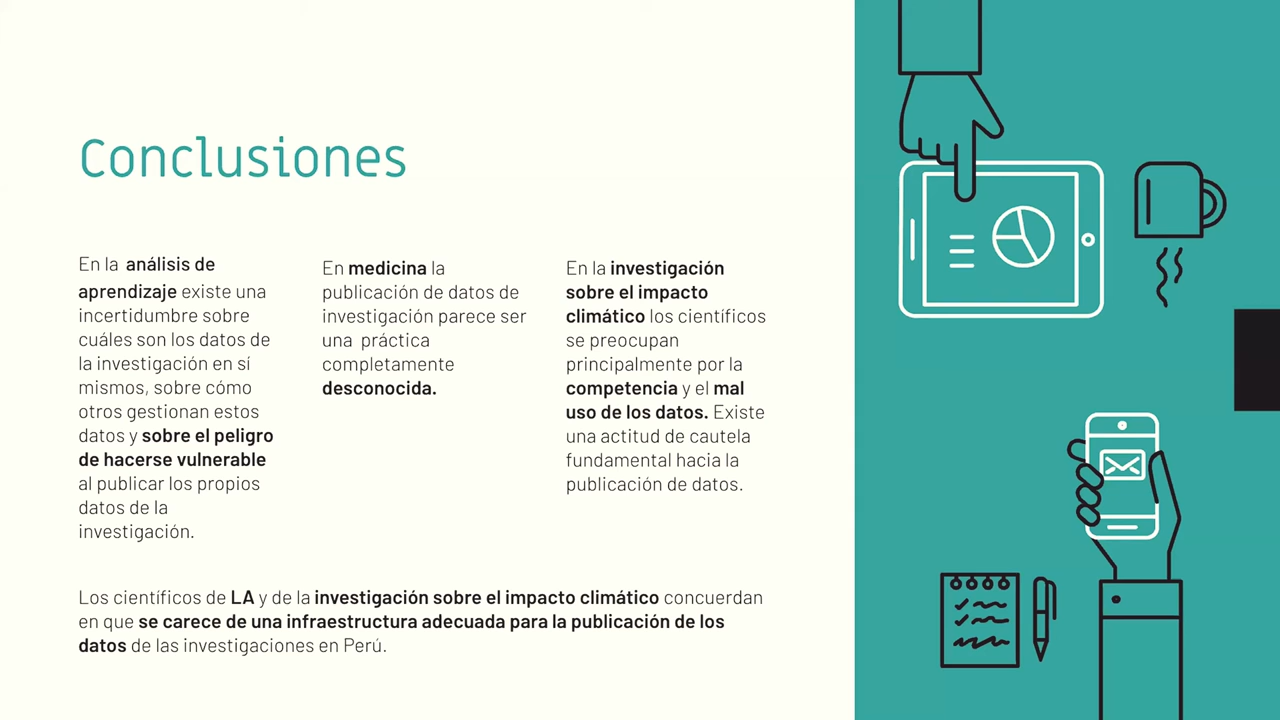 Conclusiones
En la análisis de
aprendizaje existe una
incertidumbre sobre
cuáles son los datos de
la investigación en sí
mismos, sobre cómo
otros gestionan estos
datos y sobre el peligro
de hacerse vulnerable
al publicar los propios
datos de la
investigación.
En medicina la
publicación de datos de
investigación parece ser
una práctica
completamente
desconocida.
En la investigación
sobre el impacto
climático los científicos
se preocupan
principalmente por la
competencia y el mal
uso de los datos. Existe
una actitud de cautela
fundamental hacia la
publicación de datos.
Los científicos de LA y de la investigación sobre el impacto climático concuerdan
en que se carece de una infraestructura adecuada para la publicación de los
datos de las investigaciones en Perú.